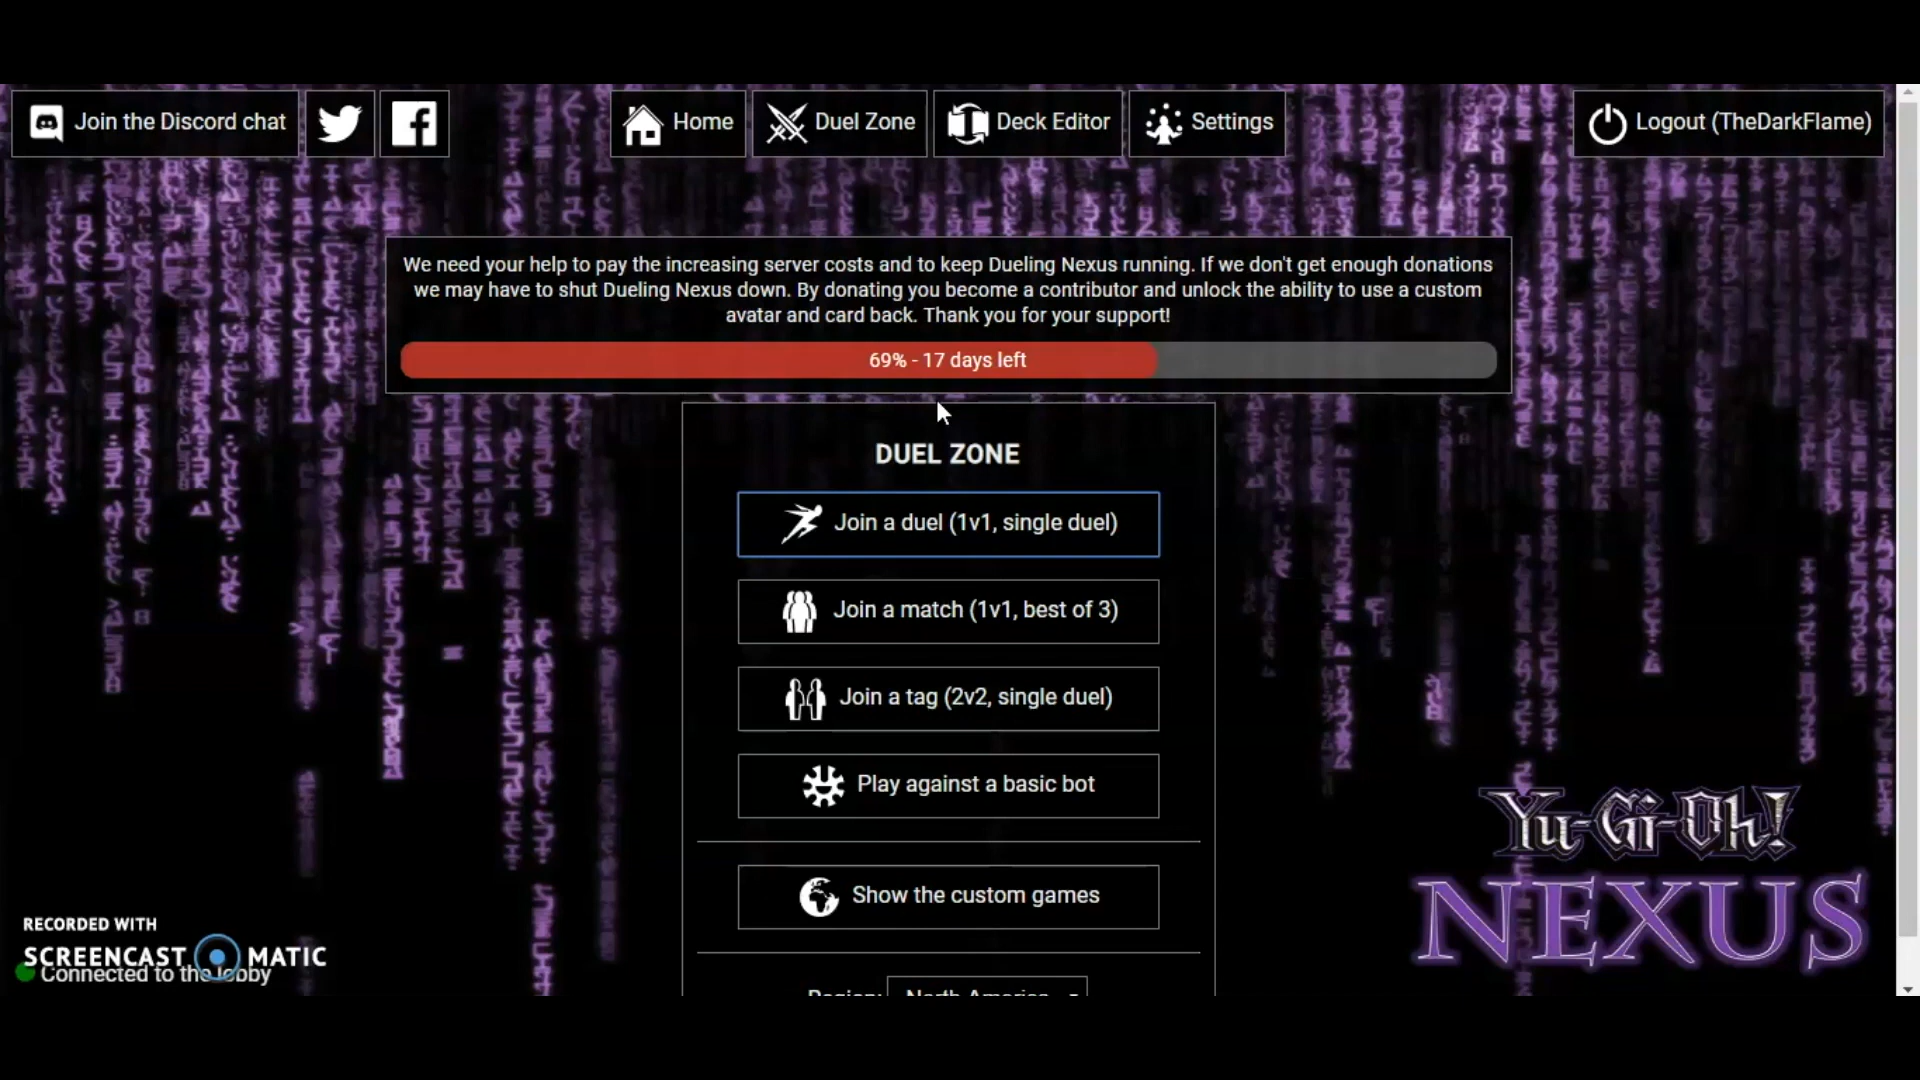 Join the Discord chat
Home
Duel Zone
Deck Editor
Settings
Logout (TheDarkFlame)
We need your help to pay the increasing server costs and to keep Dueling Nexus running. If we don't get enough donations
we may have to shut Dueling Nexus down. By donating you become a contributor and unlock the ability to use a custom
avatar and card back. Thank you for your support!
69% - 17 days left
DUEL ZONE
Join a duel (1v1, single duel)
Join a match (1v1, best of 3)
Join a tag (2v2, single duel)
Play against a basic bot
Show the custom games
Region: North America
Yu-Gi-Oh!
NEXUS
RECORDED WITH
SCREENCAST MATIC
Connected to the lobby